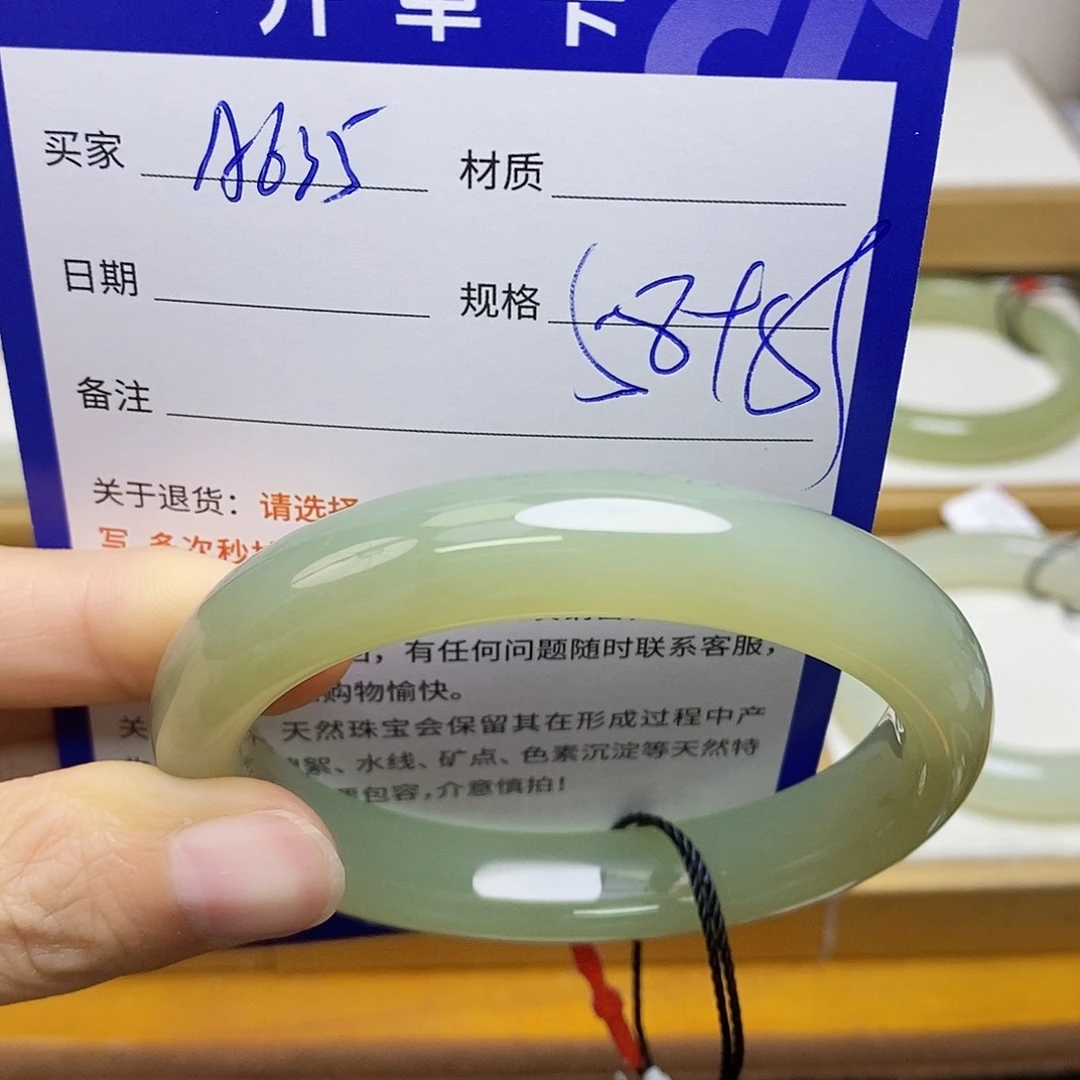 开单卡
买家 A635 材质
日期 规格
备注
关于退货：请选择
写 多次秒
，有任何问题随时联系客服，
购物愉快。
关 天然珠宝会保留其在形成过程中产
絮、水线、矿点、色素沉淀等天然特
包容，介意慎拍！